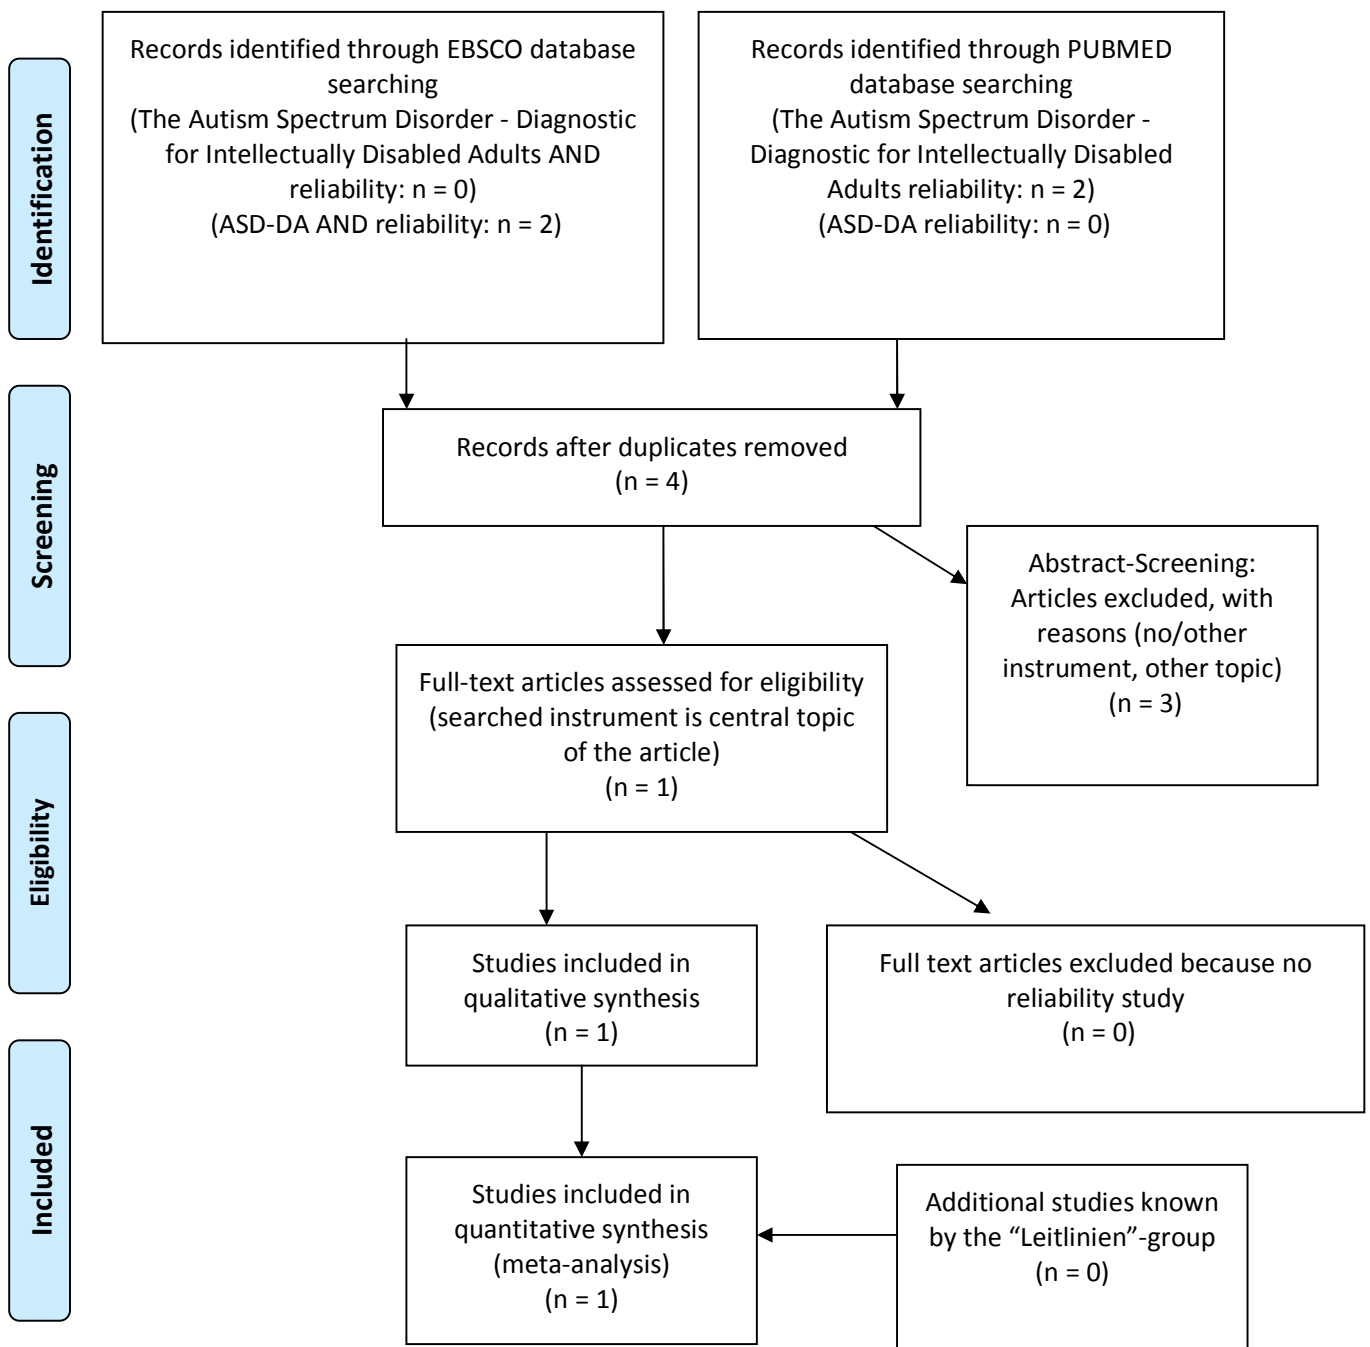 Identification
Records identified through EBSCO database
searching
(The Autism Spectrum Disorder - Diagnostic
for Intellectually Disabled Adults AND
reliability: n = 0)
(ASD-DA AND reliability: n = 2)
Records identified through PUBMED
database searching
(The Autism Spectrum Disorder -
Diagnostic for Intellectually Disabled
Adults reliability: n = 2)
(ASD-DA reliability: n = 0)
Screening
Records after duplicates removed
(n = 4)
Abstract-Screening:
Articles excluded, with
reasons (no/other
instrument, other topic)
(n = 3)
Full-text articles assessed for eligibility
(searched instrument is central topic
of the article)
(n = 1)
Eligibility
Studies included in
qualitative synthesis
(n = 1)
Full text articles excluded because no
reliability study
(n = 0)
Included
Studies included in
quantitative synthesis
(meta-analysis)
(n = 1)
Additional studies known
by the “Leitlinien”-group
(n = 0)